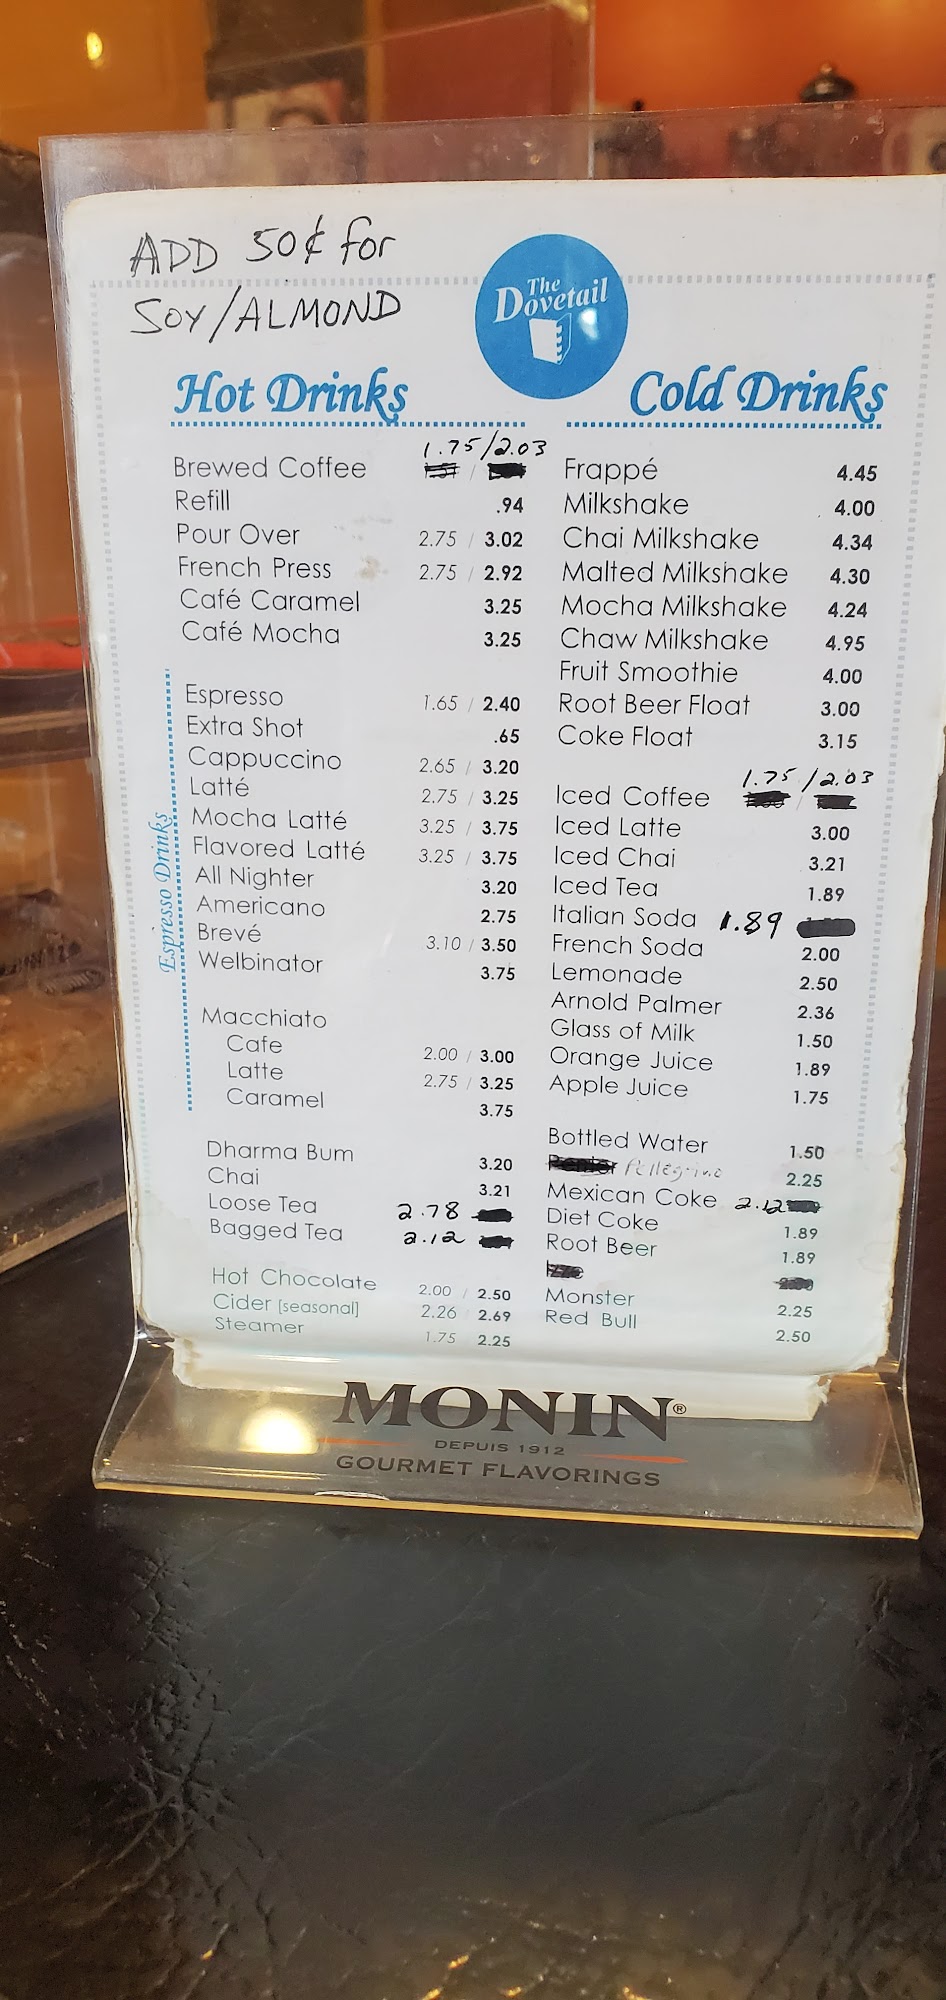 ADD 50¢ for
SOY/ALMOND
The
Dovetail
Hot Drinks
1.75/2.03
Brewed Coffee /
Refill .94
Pour Over 2.75 / 3.02
French Press 2.75 / 2.92
Café Caramel 3.25
Café Mocha 3.25
Espresso Drinks
Espresso 1.65 / 2.40
Extra Shot .65
Cappuccino 2.65 / 3.20
Latté 2.75 / 3.25
Mocha Latté 3.25 / 3.75
Flavored Latté 3.25 / 3.75
All Nighter 3.20
Americano 2.75
Brevé 3.10 / 3.50
Welbinator 3.75
Macchiato
Cafe 2.00 / 3.00
Latte 2.75 / 3.25
Caramel 3.75
Dharma Bum 3.20
Chai 3.21
Loose Tea 2.78
Bagged Tea 2.12
Hot Chocolate 2.00 / 2.50
Cider [seasonal] 2.26 / 2.69
Steamer 1.75 2.25
Cold Drinks
Frappé 4.45
Milkshake 4.00
Chai Milkshake 4.34
Malted Milkshake 4.30
Mocha Milkshake 4.24
Chaw Milkshake 4.95
Fruit Smoothie 4.00
Root Beer Float 3.00
Coke Float 3.15
1.75 / 2.03
Iced Coffee /
Iced Latte 3.00
Iced Chai 3.21
Iced Tea 1.89
Italian Soda 1.89
French Soda 2.00
Lemonade 2.50
Arnold Palmer 2.36
Glass of Milk 1.50
Orange Juice 1.89
Apple Juice 1.75
Bottled Water 1.50
Pellegrino 2.25
Mexican Coke 2.12
Diet Coke 1.89
Root Beer 1.89
Monster 2.25
Red Bull 2.50
MONIN®
DEPUIS 1912
GOURMET FLAVORINGS